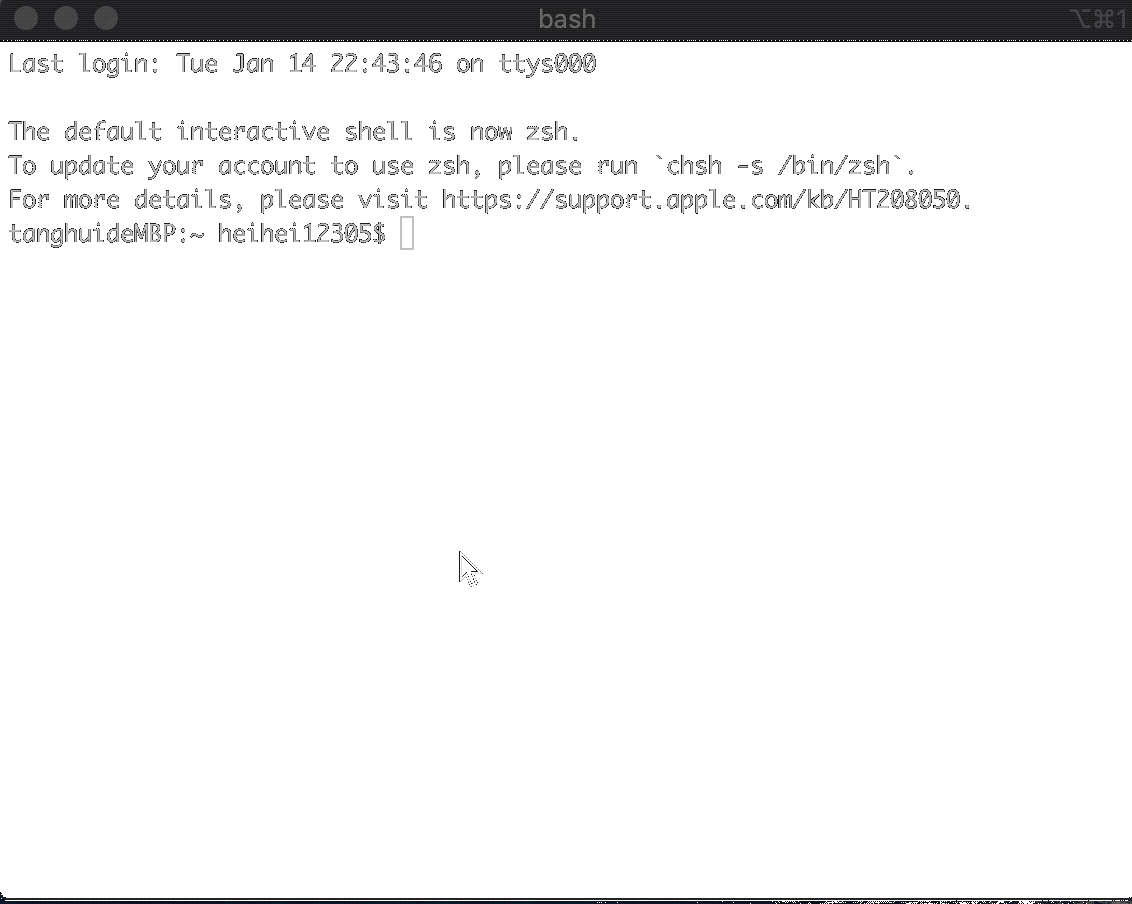 bash
⌥⌘1
Last login: Tue Jan 14 22:43:46 on ttys000
The default interactive shell is now zsh.
To update your account to use zsh, please run `chsh -s /bin/zsh`.
For more details, please visit https://support.apple.com/kb/HT208050.
tanghuideMBP:~ heihei12305$